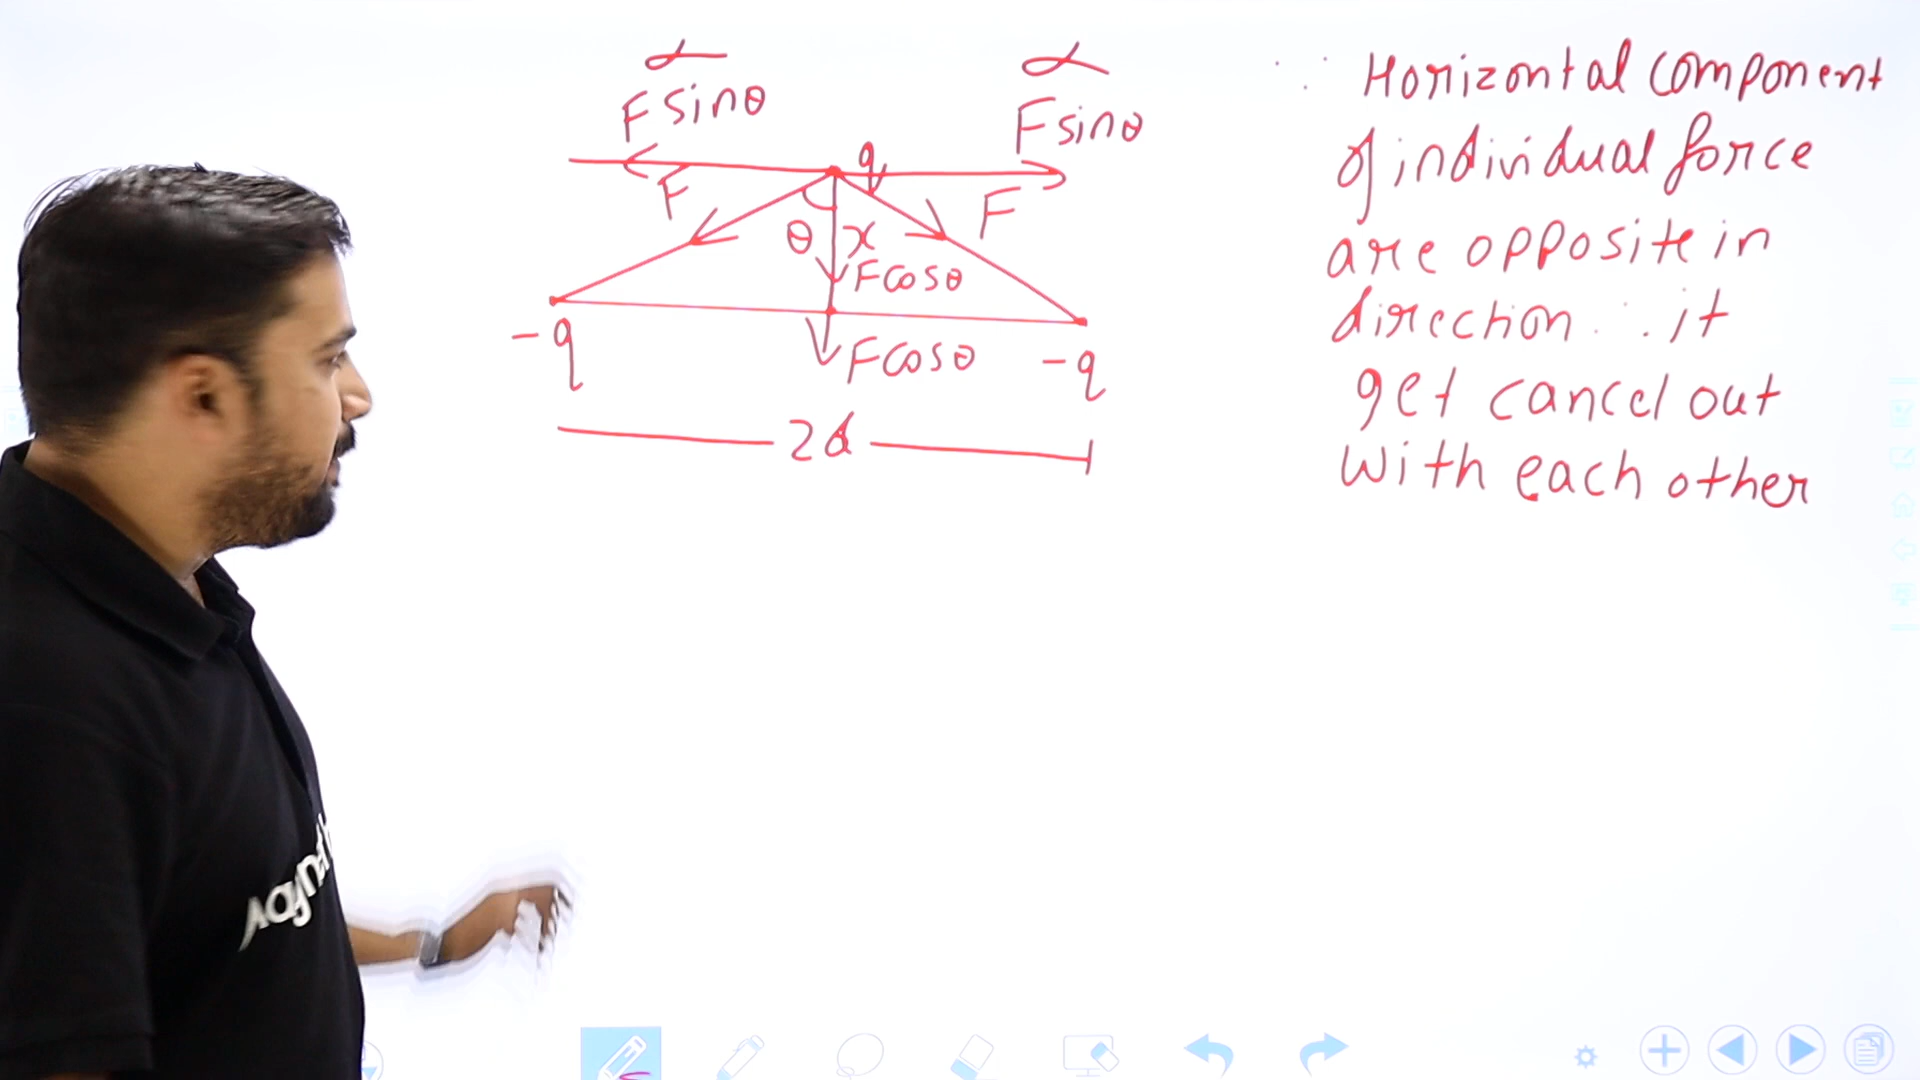 F sinθ
F sinθ
q
F
F
θ
x
F cosθ
-q
F cosθ
-q
2d
∵ Horizontal component
of individual force
are opposite in
direction ∴ it
get cancel out
with each other